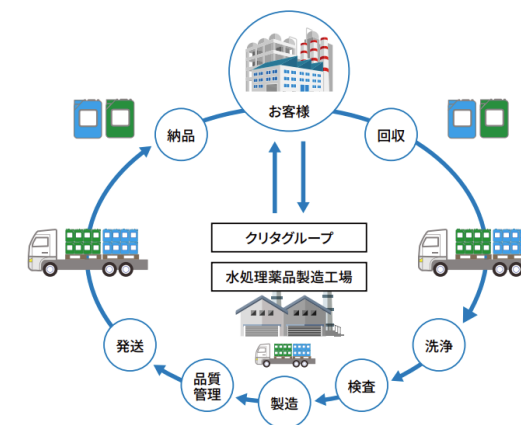 お客様
納品
回収
クリタグループ
水処理薬品製造工場
発送
洗浄
品質
管理
製造
検査